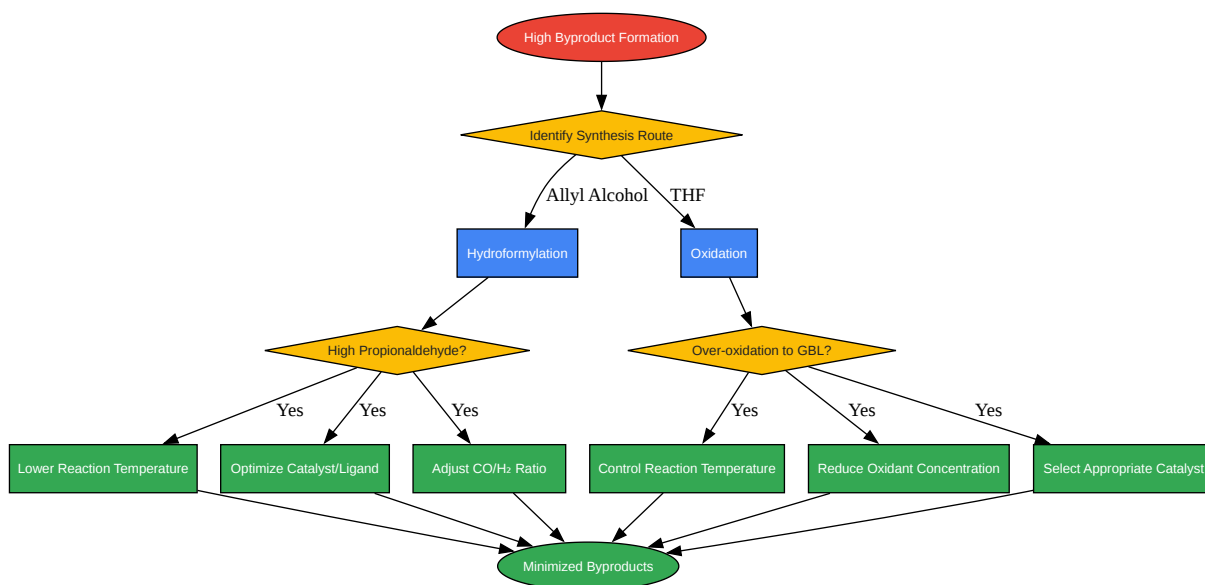 High Byproduct Formation
Identify Synthesis Route
Allyl Alcohol
THF
Hydroformylation
Oxidation
High Propionaldehyde?
Over-oxidation to GBL?
Yes
Yes
Yes
Yes
Yes
Yes
Lower Reaction Temperature
Optimize Catalyst/Ligand
Adjust CO/H₂ Ratio
Control Reaction Temperature
Reduce Oxidant Concentration
Select Appropriate Catalyst
Minimized Byproducts